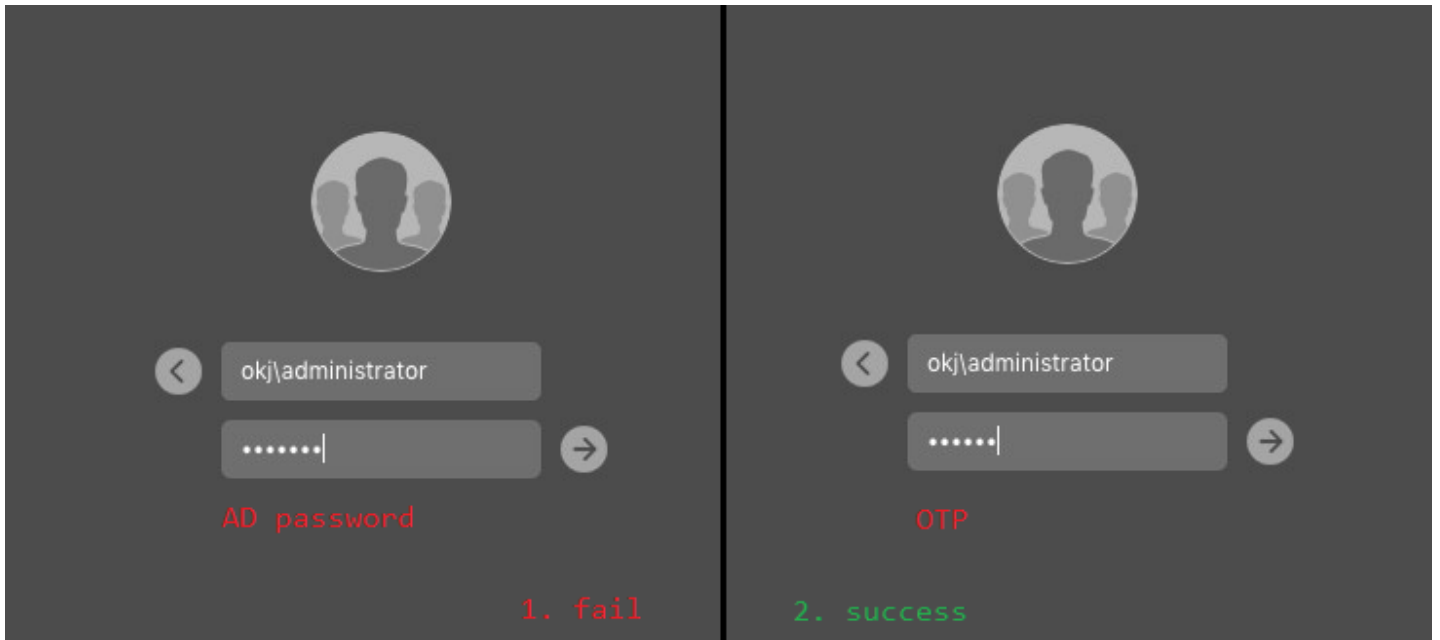 okj\administrator
•••••••
AD password
1. fail
okj\administrator
••••••
OTP
2. success